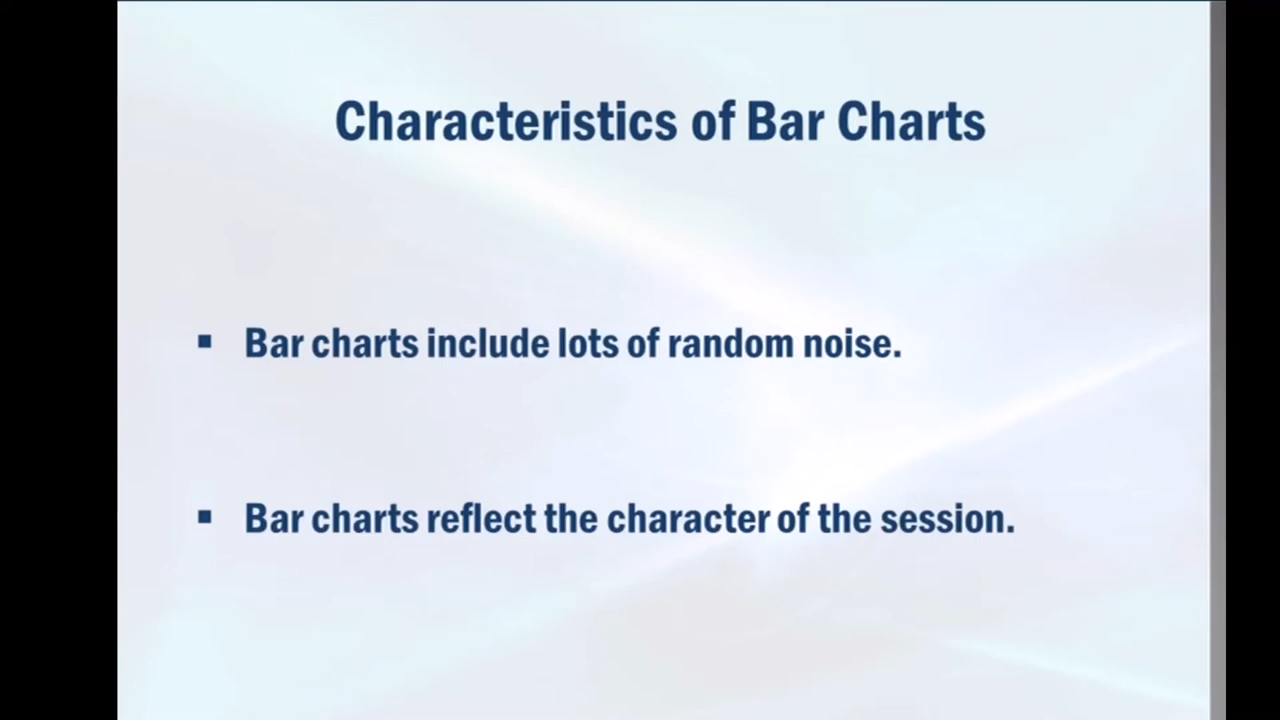 Characteristics of Bar Charts
▪ Bar charts include lots of random noise.
▪ Bar charts reflect the character of the session.